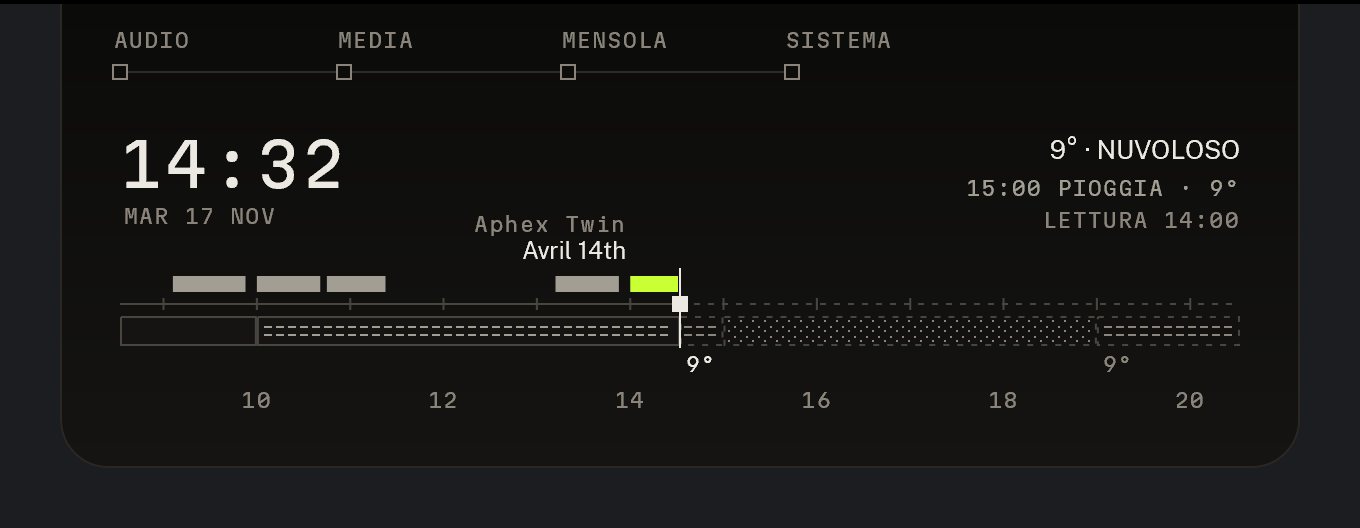 AUDIO MEDIA MENSOLA SISTEMA
14:32
MAR 17 NOV
9° · NUVOLOSO
15:00 PIOGGIA · 9°
LETTURA 14:00
Aphex Twin
Avril 14th
9° 9°
10 12 14 16 18 20